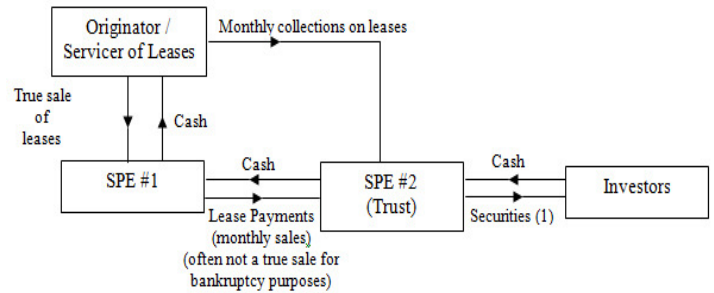 Originator /
Servicer of Leases
Monthly collections on leases
True sale
of
leases
Cash
SPE #1
Cash
SPE #2
(Trust)
Cash
Investors
Lease Payments
(monthly sales)
(often not a true sale for
bankruptcy purposes)
Securities (1)